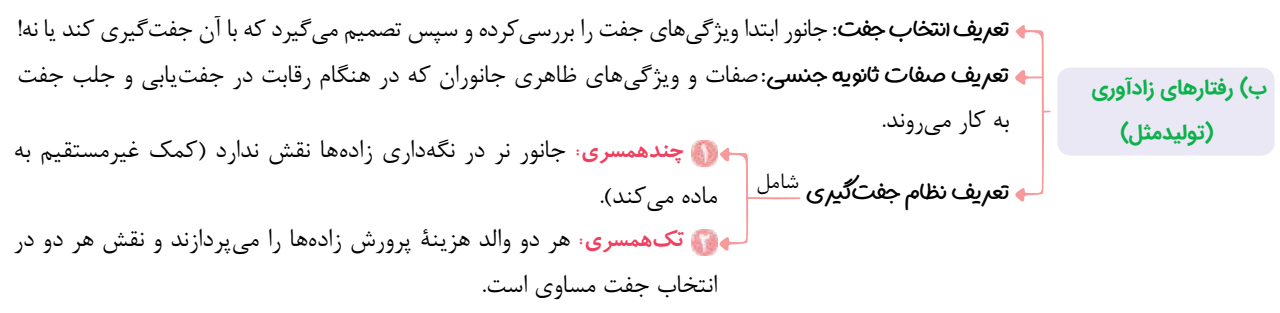 ب) رفتارهای زادآوری
(تولیدمثل)
تعریف انتخاب جفت: جانور ابتدا ویژگی‌های جفت را بررسی‌کرده و سپس تصمیم می‌گیرد که با آن جفت‌گیری کند یا نه!
تعریف صفات ثانویه جنسی: صفات و ویژگی‌های ظاهری جانوران که در هنگام رقابت در جفت‌یابی و جلب جفت
به کار می‌روند.
تعریف نظام جفت‌گیری
شامل
۱ چندهمسری: جانور نر در نگه‌داری زاده‌ها نقش ندارد (کمک غیرمستقیم به
ماده می‌کند).
۲ تک‌همسری: هر دو والد هزینهٔ پرورش زاده‌ها را می‌پردازند و نقش هر دو در
انتخاب جفت مساوی است.